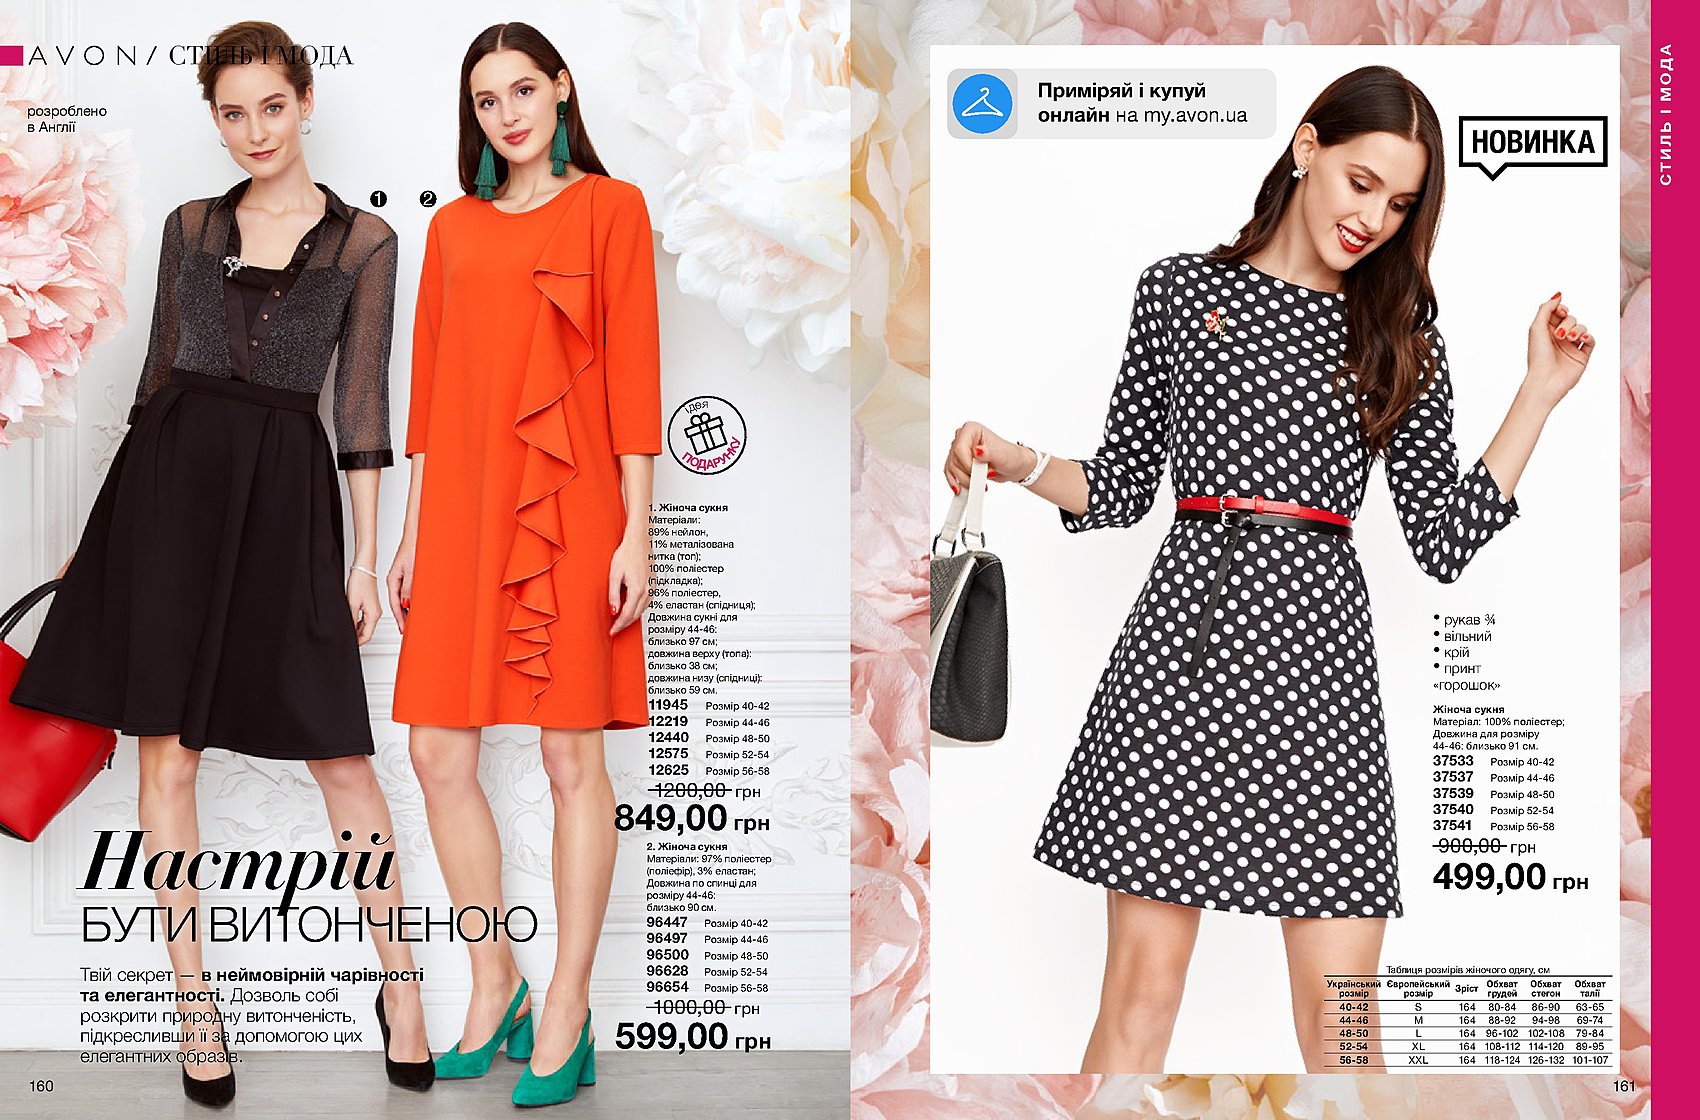 AVON / СТИЛЬ І МОДА
розроблено
в Англії
1
2
ідея
ПОДАРУНКУ
1. Жіноча сукня
Матеріали:
89% нейлон,
11% металізована
нитка (топ);
100% поліестер
(підкладка);
96% поліестер,
4% еластан (спідниця);
Довжина сукні для
розміру 44-46:
близько 97 см;
довжина верху (топа):
близько 38 см;
довжина низу (спідниці):
близько 59 см.
11945 Розмір 40-42
12219 Розмір 44-46
12440 Розмір 48-50
12575 Розмір 52-54
12625 Розмір 56-58
1200,00 грн
849,00 грн
2. Жіноча сукня
Матеріали: 97% поліестер
(поліефір), 3% еластан;
Довжина по спинці для
розміру 44-46:
близько 90 см.
96447 Розмір 40-42
96497 Розмір 44-46
96500 Розмір 48-50
96628 Розмір 52-54
96654 Розмір 56-58
1000,00 грн
599,00 грн
Настрій
БУТИ ВИТОНЧЕНОЮ
Твій секрет — в неймовірній чарівності
та елегантності. Дозволь собі
розкрити природну витонченість,
підкресливши її за допомогою цих
елегантних образів.
160
Приміряй і купуй
онлайн на my.avon.ua
НОВИНКА
СТИЛЬ І МОДА
• рукав ¾
• вільний
• крій
• принт
«горошок»
Жіноча сукня
Матеріал: 100% поліестер;
Довжина для розміру
44-46: близько 91 см.
37533 Розмір 40-42
37537 Розмір 44-46
37539 Розмір 48-50
37540 Розмір 52-54
37541 Розмір 56-58
900,00 грн
499,00 грн
Таблиця розмірів жіночого одягу, см
Український розмір Європейський розмір Зріст Обхват грудей Обхват стегон Обхват талії
40-42 S 164 80-84 86-90 63-65
44-46 M 164 88-92 94-98 69-74
48-50 L 164 96-102 102-108 79-84
52-54 XL 164 108-112 114-120 89-95
56-58 XXL 164 118-124 126-132 101-107
161